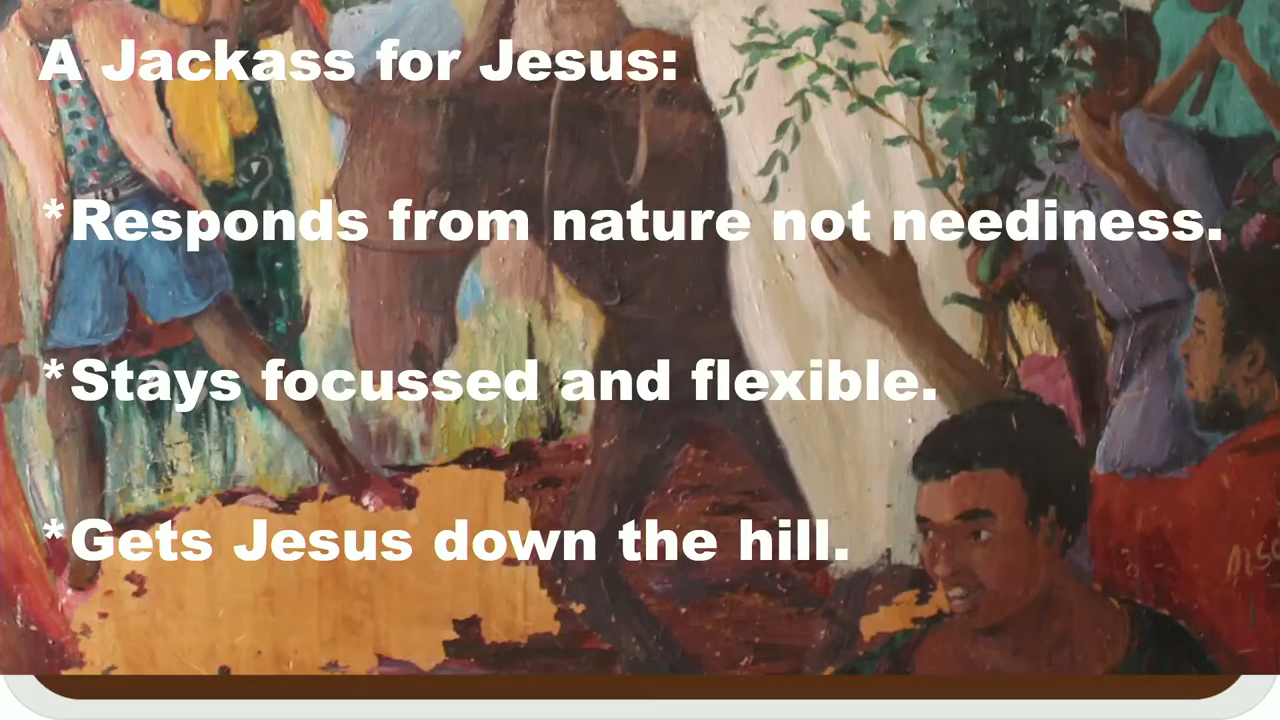 A Jackass for Jesus:
*Responds from nature not neediness.
*Stays focussed and flexible.
*Gets Jesus down the hill.